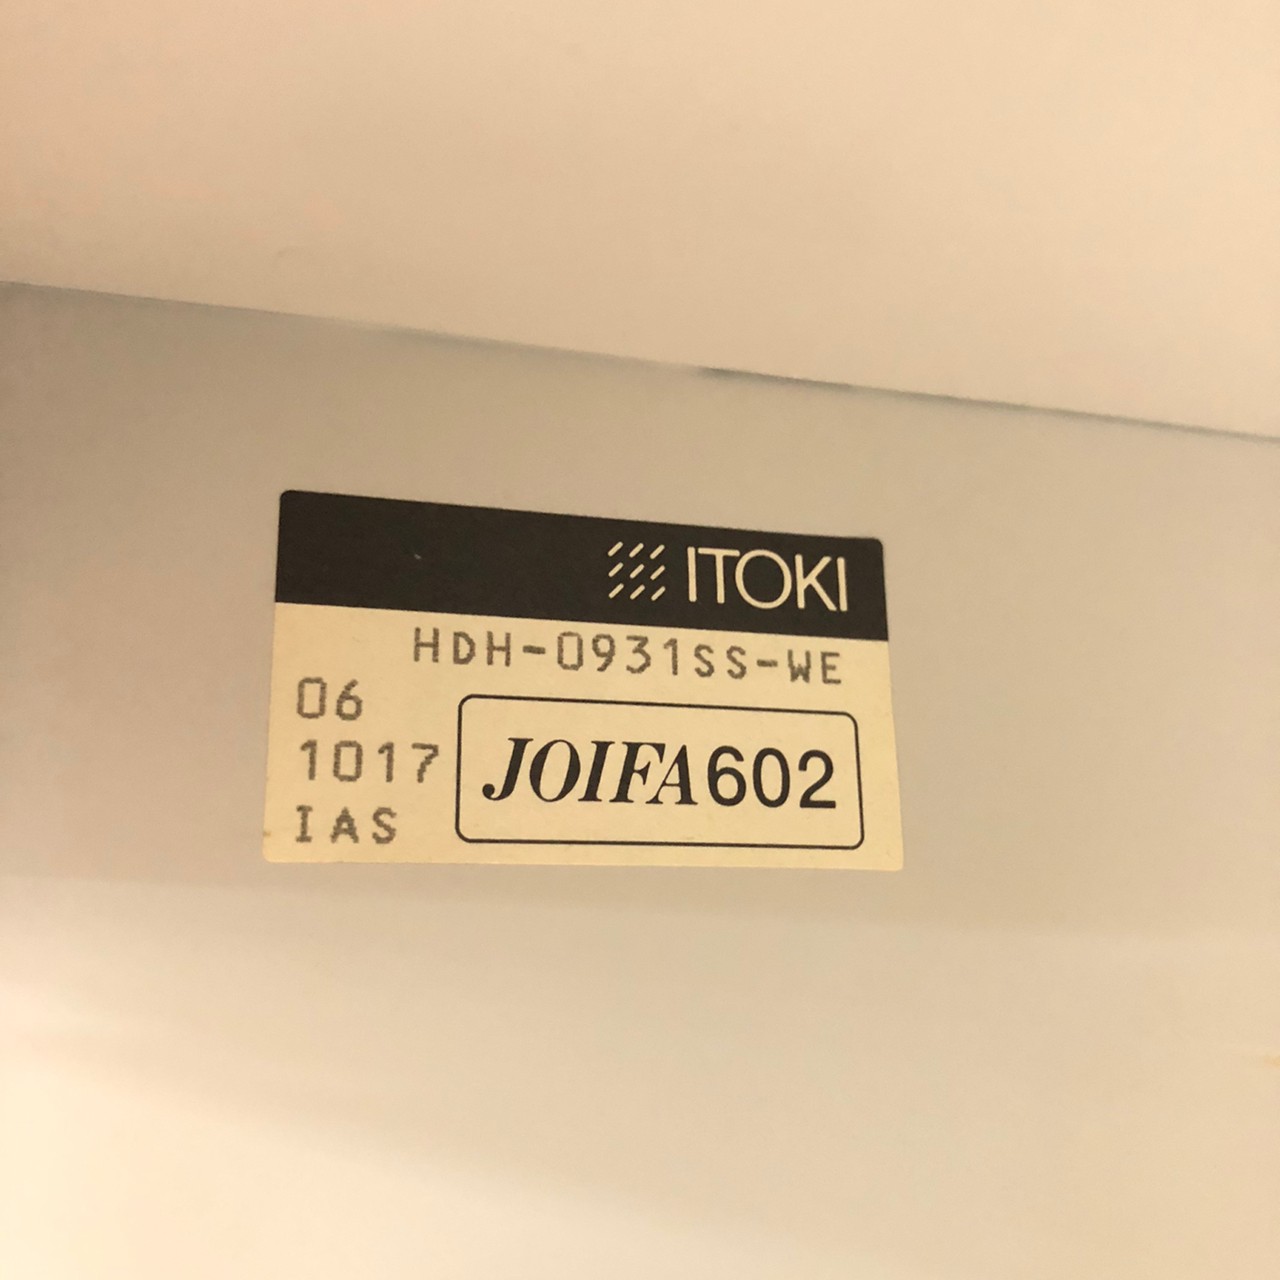 ITOKI
HDH-0931SS-WE
06
1017
IAS
JOIFA602